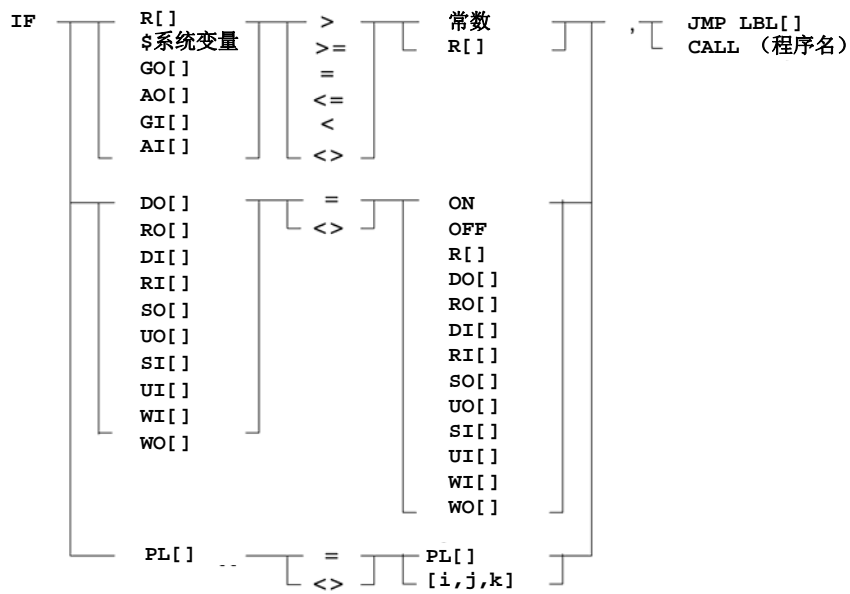 IF R[] > 常数 , JMP LBL[]
$系统变量 >= R[] CALL （程序名）
GO[] =
AO[] <=
GI[] <
AI[] <>
DO[] = ON
RO[] <> OFF
DI[] R[]
RI[] DO[]
SO[] RO[]
UO[] DI[]
SI[] RI[]
UI[] SO[]
WI[] UO[]
WO[] SI[]
UI[]
WI[]
WO[]
PL[] = PL[]
<> [i,j,k]